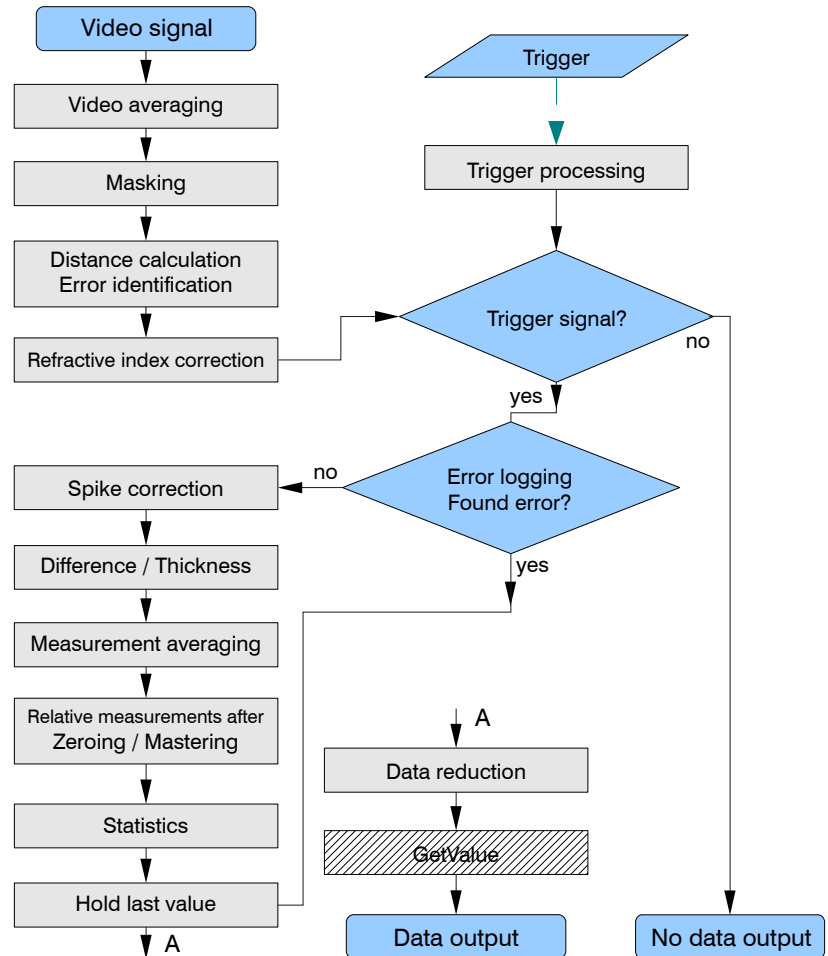 Video signal
Video averaging
Masking
Distance calculation
Error identification
Refractive index correction
Trigger
Trigger processing
Trigger signal?
no
yes
Error logging
Found error?
no
yes
Spike correction
Difference / Thickness
Measurement averaging
Relative measurements after
Zeroing / Mastering
Statistics
Hold last value
A
A
Data reduction
GetValue
Data output
No data output